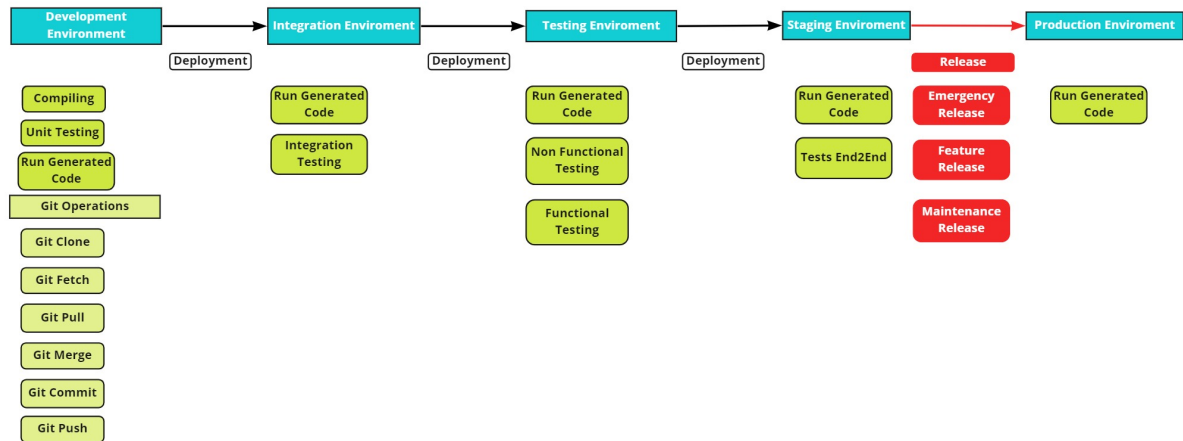 Development
Environment
Integration Enviroment
Testing Enviroment
Staging Enviroment
Production Enviroment
Deployment
Deployment
Deployment
Release
Compiling
Unit Testing
Run Generated
Code
Git Operations
Git Clone
Git Fetch
Git Pull
Git Merge
Git Commit
Git Push
Run Generated
Code
Integration
Testing
Run Generated
Code
Non Functional
Testing
Functional
Testing
Run Generated
Code
Tests End2End
Emergency
Release
Feature
Release
Maintenance
Release
Run Generated
Code